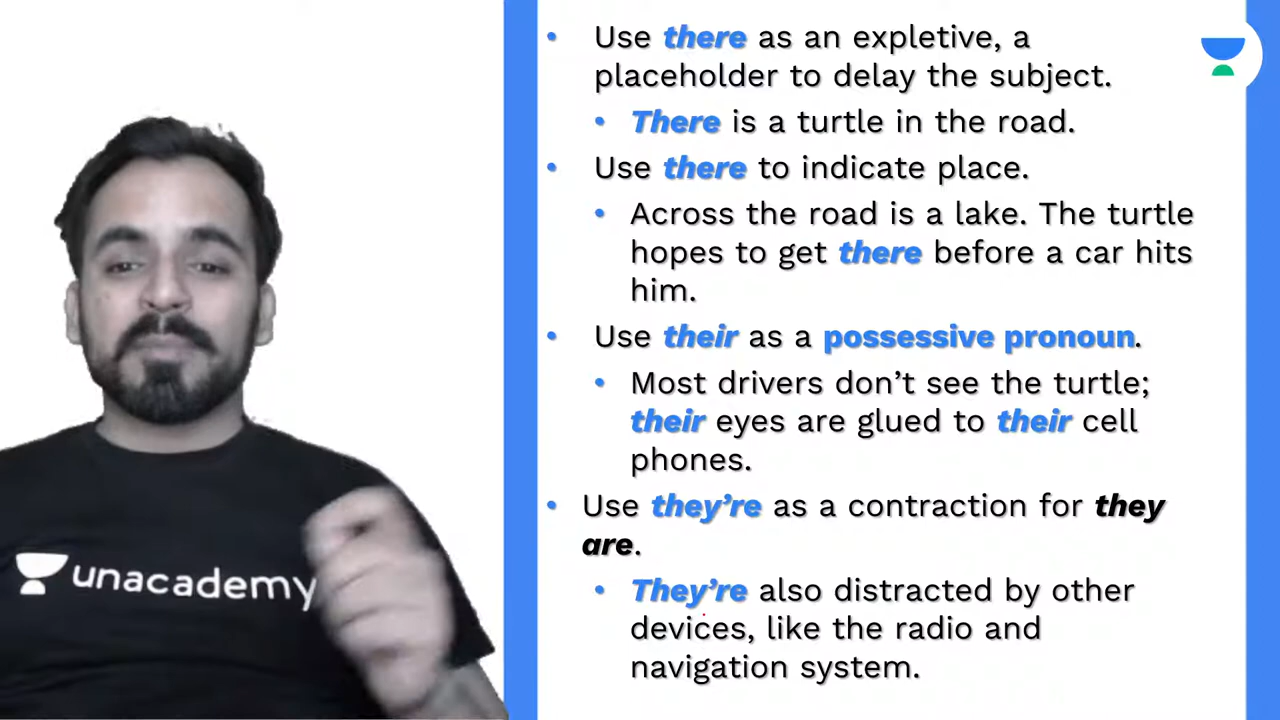 Use there as an expletive, a
placeholder to delay the subject.
There is a turtle in the road.
Use there to indicate place.
Across the road is a lake. The turtle
hopes to get there before a car hits
him.
Use their as a possessive pronoun.
Most drivers don’t see the turtle;
their eyes are glued to their cell
phones.
Use they’re as a contraction for they
are.
They’re also distracted by other
devices, like the radio and
navigation system.
unacademy